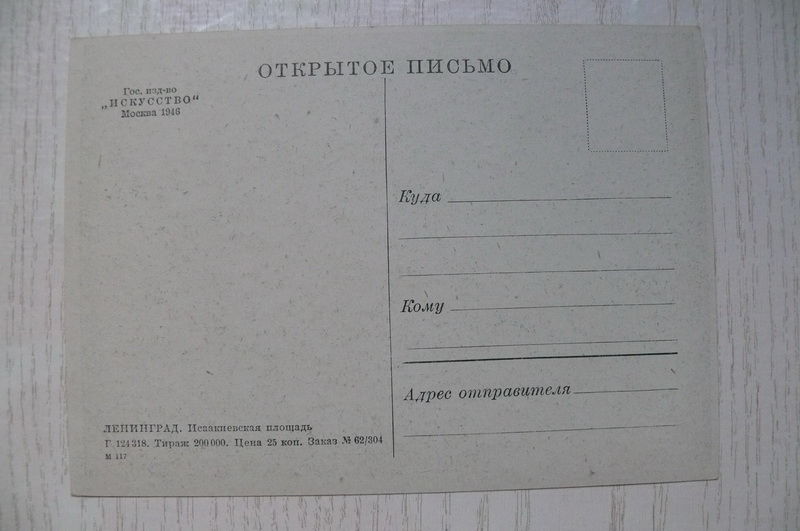 ОТКРЫТОЕ ПИСЬМО
Гос. изд-во
„ИСКУССТВО“
Москва 1946
Куда
Кому
Адрес отправителя
ЛЕНИНГРАД. Исаакиевская площадь
Г 124318. Тираж 200 000. Цена 25 коп. Заказ № 62/304
М 117